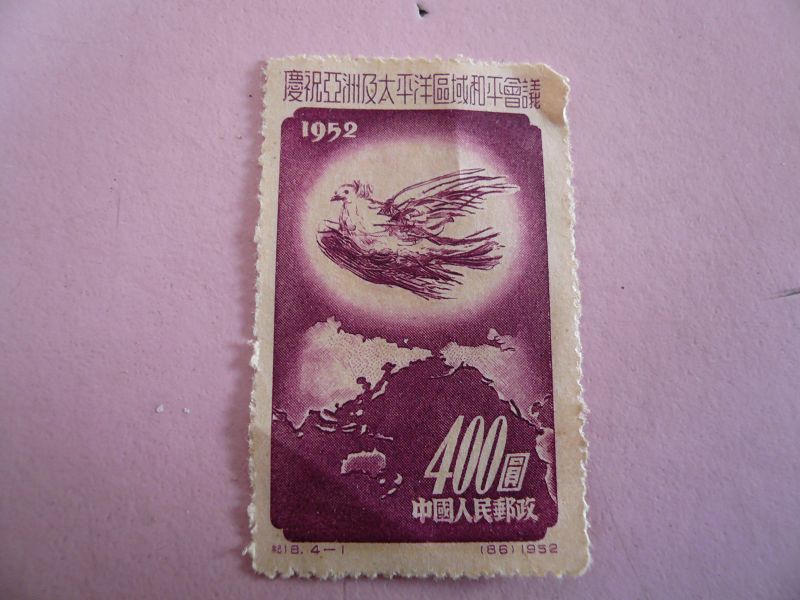 慶祝亞洲及太平洋區域和平會議
1952
400圓
中國人民郵政
紀18.4-1 (86)1952